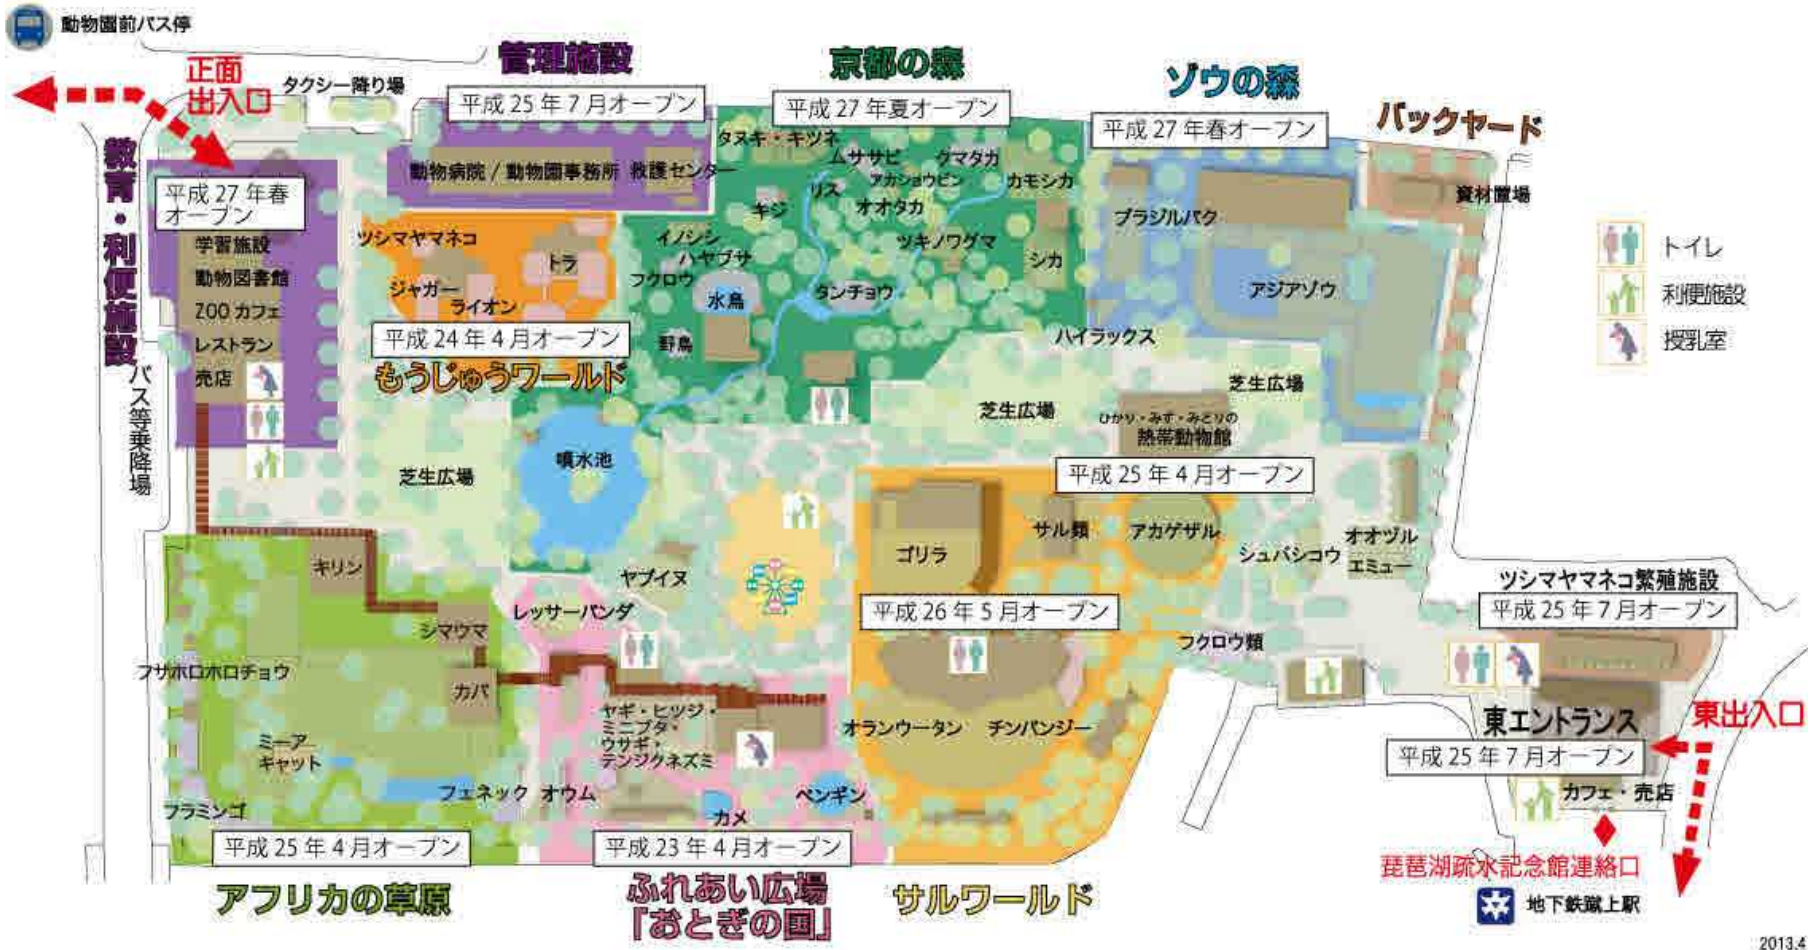 動物園前バス停
正面
出入口
タクシー降り場
管理施設
平成25年7月オープン
動物病院 / 動物園事務所 救護センター
京都の森
平成27年夏オープン
タヌキ・キツネ
ムササビ
クマタカ
リス
アカショウビン
カモシカ
キジ
オオタカ
イノシシ
ハヤブサ
ツキノワグマ
フクロウ
シカ
水鳥
タンチョウ
野鳥
ゾウの森
平成27年春オープン
ブラジルバク
アジアゾウ
ハイラックス
バックヤード
資材置場
トイレ
利便施設
授乳室
教育・利便施設
平成27年春
オープン
学習施設
動物図書館
ZOOカフェ
レストラン
売店
バス等乗降場
ツシマヤマネコ
トラ
ジャガー
ライオン
平成24年4月オープン
もうじゅうワールド
芝生広場
噴水池
芝生広場
芝生広場
ひかり・みず・みどりの
熱帯動物館
平成25年4月オープン
ゴリラ
サル類
アカゲザル
シュバシコウ
オオヅル
エミュー
平成26年5月オープン
フクロウ類
オランウータン
チンパンジー
サルワールド
ヤブイヌ
レッサーパンダ
キリン
シマウマ
フサホロホロチョウ
カバ
ミーア
キャット
フェネック
フラミンゴ
平成25年4月オープン
アフリカの草原
ヤギ・ヒツジ・
ミニブタ・
ウサギ・
テンジクネズミ
オウム
カメ
ペンギン
平成23年4月オープン
ふれあい広場
「おとぎの国」
ツシマヤマネコ繁殖施設
平成25年7月オープン
東エントランス
平成25年7月オープン
東出入口
カフェ・売店
琵琶湖疏水記念館連絡口
地下鉄蹴上駅
2013.4